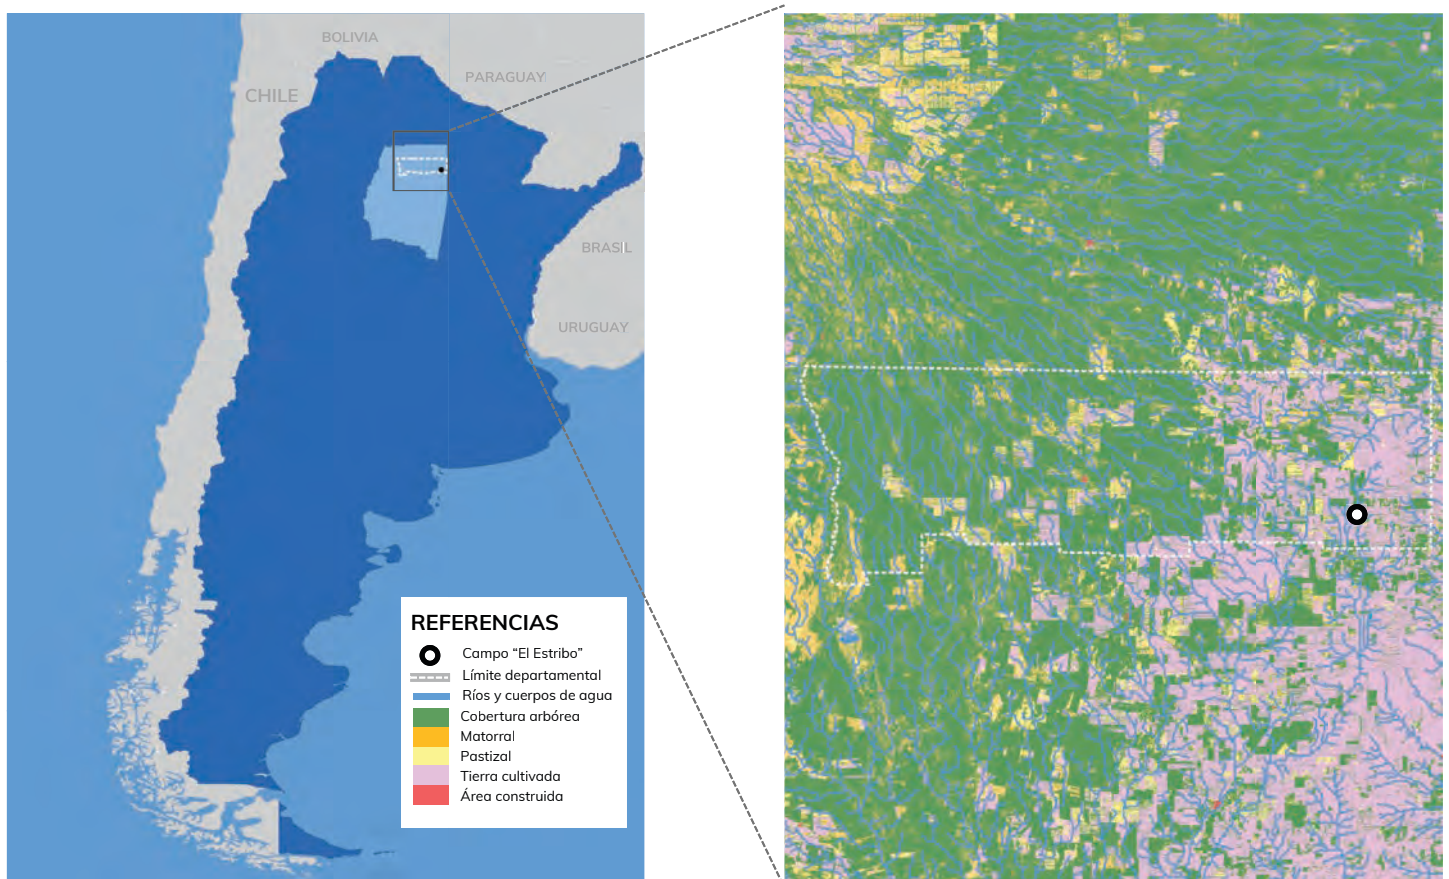 BOLIVIA
PARAGUAY
CHILE
BRASIL
URUGUAY
REFERENCIAS
Campo “El Estribo”
Límite departamental
Ríos y cuerpos de agua
Cobertura arbórea
Matorral
Pastizal
Tierra cultivada
Área construida